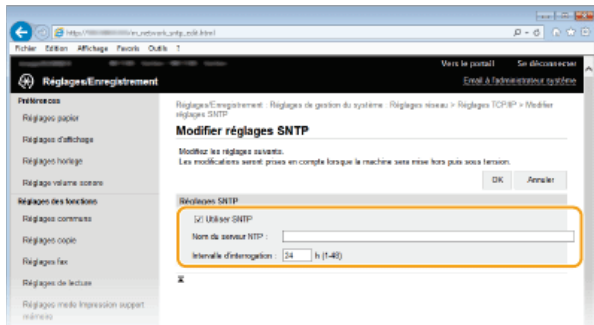 http://
m_network_sntp_edit.html
Fichier Edition Affichage Favoris Outils ?
Vers le portail Se déconnecter
Réglages/Enregistrement
Email à l'administrateur système
Préférences
Réglages papier
Réglages d'affichage
Réglages horloge
Réglage volume sonore
Réglages des fonctions
Réglages communs
Réglages copie
Réglages fax
Réglages de lecture
Réglages mode Impression support mémoire
Réglages/Enregistrement : Réglages de gestion du système : Réglages réseau > Réglages TCP/IP > Modifier
réglages SNTP
Modifier réglages SNTP
Modifiez les réglages suivants.
Les modifications seront prises en compte lorsque la machine sera mise hors puis sous tension.
OK Annuler
Réglages SNTP
Utiliser SNTP
Nom du serveur NTP :
Intervalle d'interrogation : 24 h (1-48)